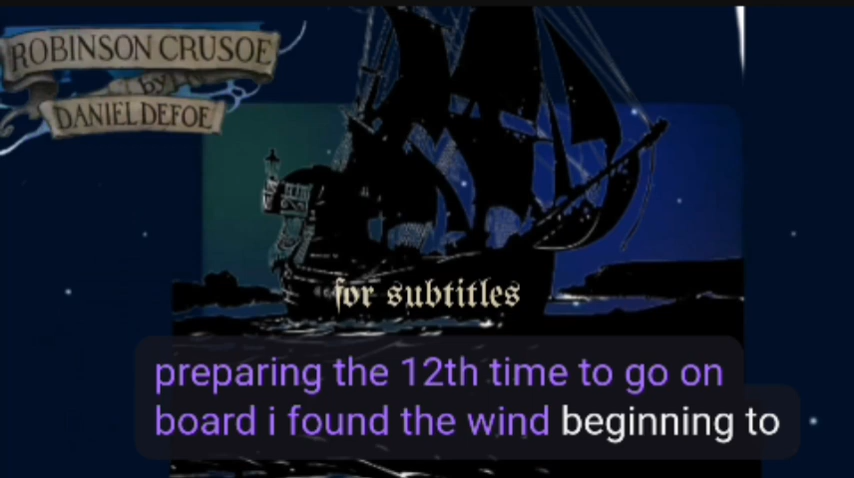 ROBINSON CRUSOE
by
DANIEL DEFOE
for subtitles
preparing the 12th time to go on
board i found the wind beginning to